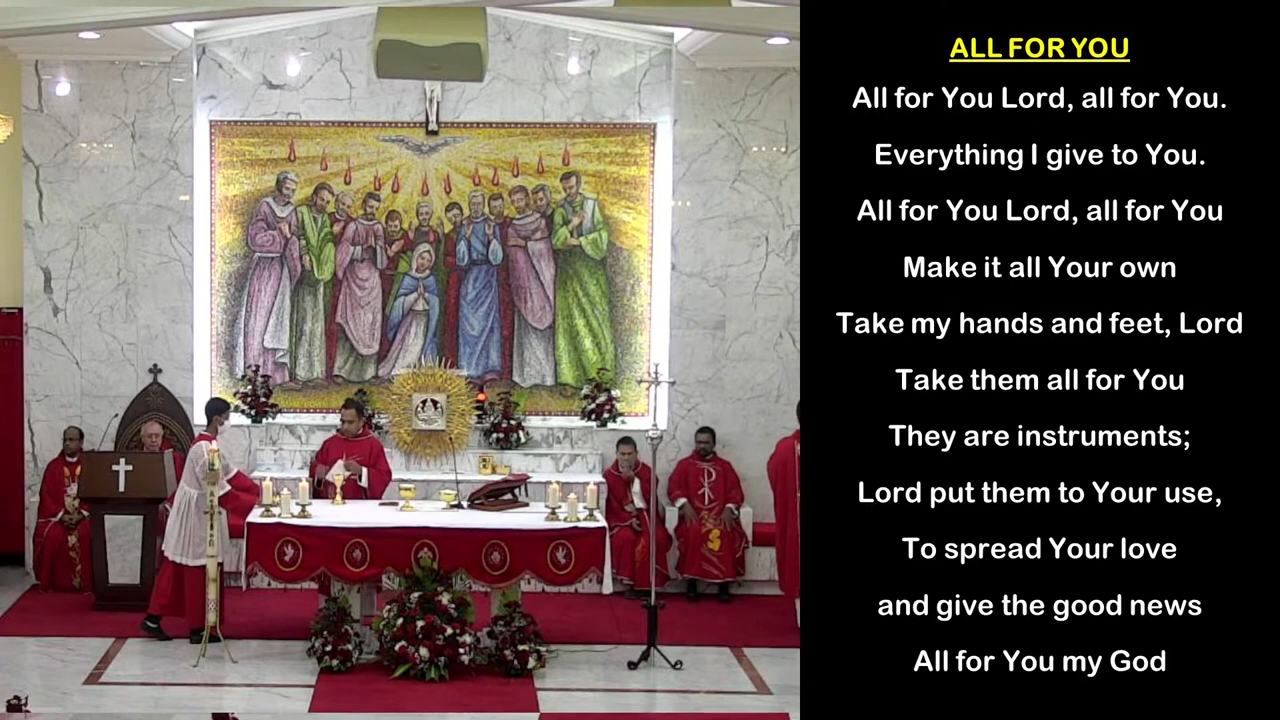 ALL FOR YOU
All for You Lord, all for You.
Everything I give to You.
All for You Lord, all for You
Make it all Your own
Take my hands and feet, Lord
Take them all for You
They are instruments;
Lord put them to Your use,
To spread Your love
and give the good news
All for You my God